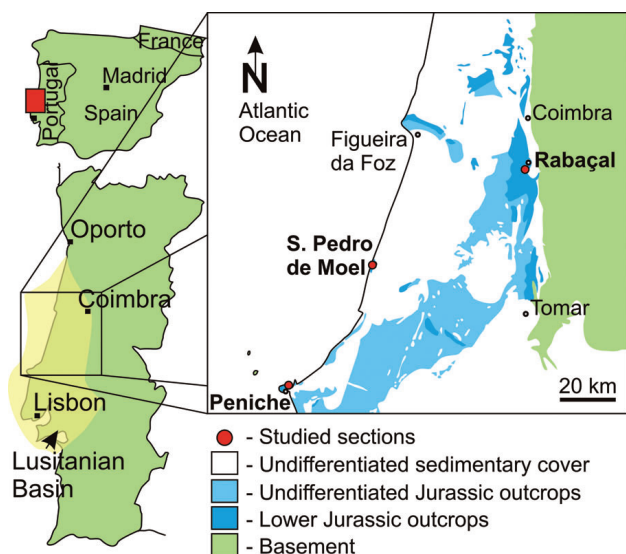 France
Madrid
Portugal
Spain
Oporto
Coimbra
Lisbon
Lusitanian
Basin
N
Atlantic
Ocean
Figueira
da Foz
Coimbra
Rabaçal
S. Pedro
de Moel
Tomar
Peniche
20 km
- Studied sections
- Undifferentiated sedimentary cover
- Undifferentiated Jurassic outcrops
- Lower Jurassic outcrops
- Basement